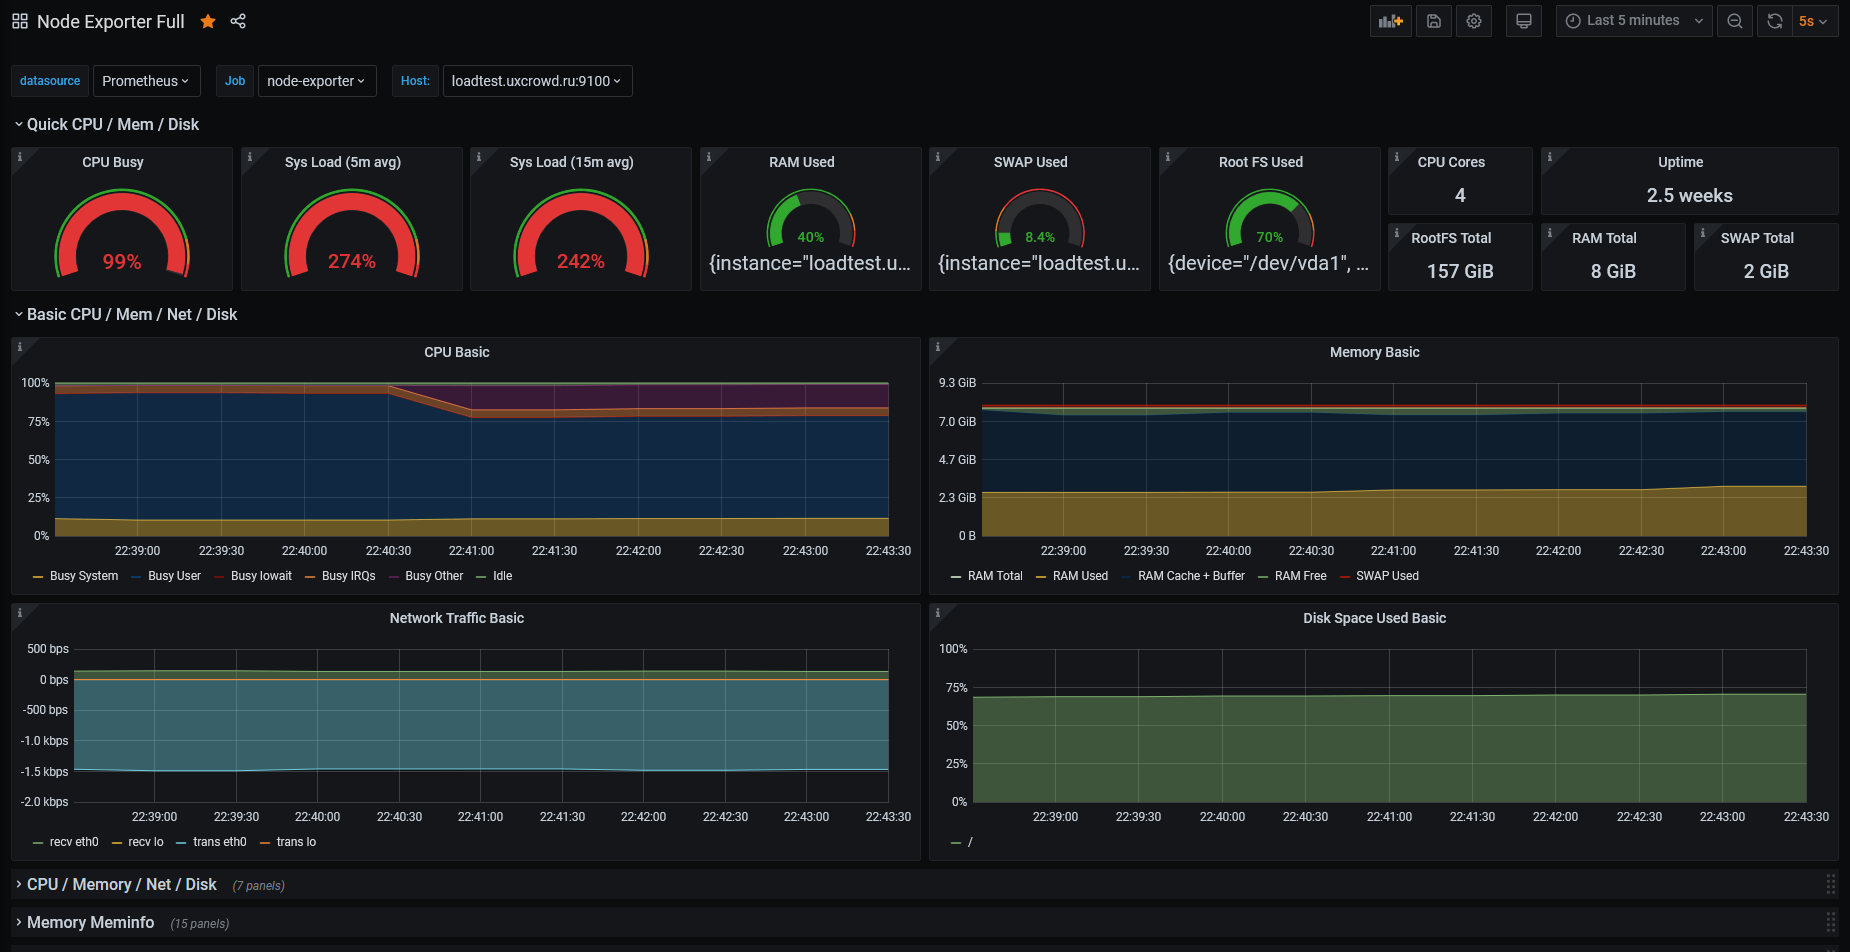 Node Exporter Full
Last 5 minutes
5s
datasource Prometheus Job node-exporter Host: loadtest.uxcrowd.ru:9100
Quick CPU / Mem / Disk
CPU Busy
99%
Sys Load (5m avg)
274%
Sys Load (15m avg)
242%
RAM Used
40%
{instance="loadtest.u...
SWAP Used
8.4%
{instance="loadtest.u...
Root FS Used
70%
{device="/dev/vda1", ...
CPU Cores
4
Uptime
2.5 weeks
RootFS Total
157 GiB
RAM Total
8 GiB
SWAP Total
2 GiB
Basic CPU / Mem / Net / Disk
CPU Basic
100%
75%
50%
25%
0%
22:39:00 22:39:30 22:40:00 22:40:30 22:41:00 22:41:30 22:42:00 22:42:30 22:43:00 22:43:30
Busy System Busy User Busy Iowait Busy IRQs Busy Other Idle
Memory Basic
9.3 GiB
7.0 GiB
4.7 GiB
2.3 GiB
0 B
22:39:00 22:39:30 22:40:00 22:40:30 22:41:00 22:41:30 22:42:00 22:42:30 22:43:00 22:43:30
RAM Total RAM Used RAM Cache + Buffer RAM Free SWAP Used
Network Traffic Basic
500 bps
0 bps
-500 bps
-1.0 kbps
-1.5 kbps
-2.0 kbps
22:39:00 22:39:30 22:40:00 22:40:30 22:41:00 22:41:30 22:42:00 22:42:30 22:43:00 22:43:30
recv eth0 recv lo trans eth0 trans lo
Disk Space Used Basic
100%
75%
50%
25%
0%
22:39:00 22:39:30 22:40:00 22:40:30 22:41:00 22:41:30 22:42:00 22:42:30 22:43:00 22:43:30
/
CPU / Memory / Net / Disk (7 panels)
Memory Meminfo (15 panels)